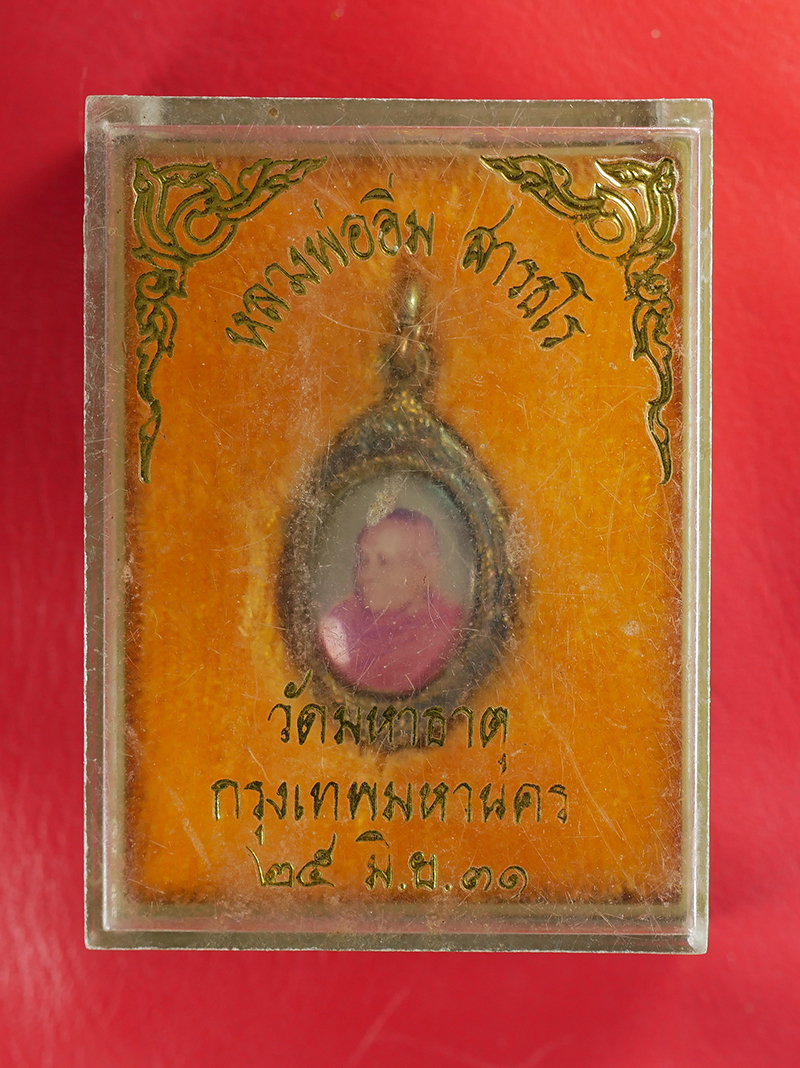 หลวงพ่ออิ่ม สารธโร
วัดมหาธาตุ
กรุงเทพมหานคร
๒๕ มิ.ย.๓๑